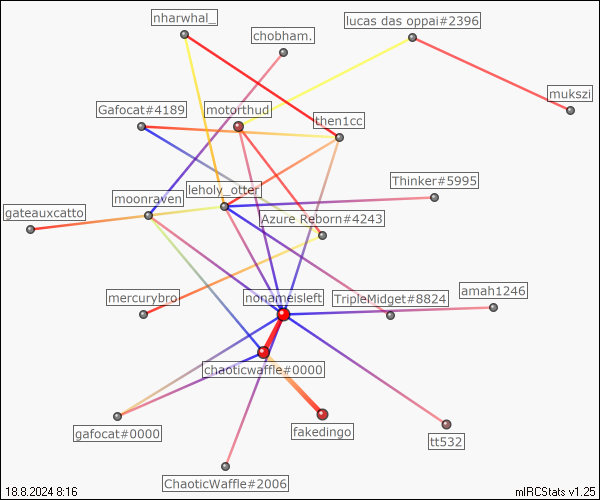 nharwhal_
lucas das oppai#2396
chobham.
mukszi
Gafocat#4189
motorthud
then1cc
Thinker#5995
leholy_otter
moonraven
gateauxcatto
Azure Reborn#4243
amah1246
mercurybro
nonameisleft
TripleMidget#8824
chaoticwaffle#0000
gafocat#0000
fakedingo
tt532
ChaoticWaffle#2006
18.8.2024 8:16
mIRCStats v1.25